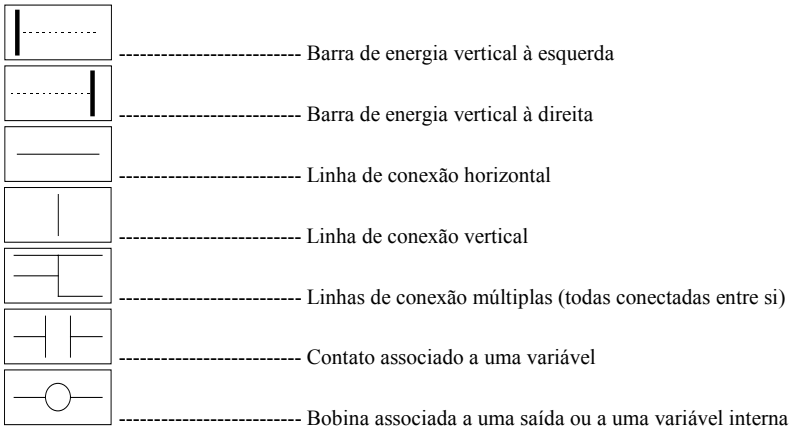 -------------------------- Barra de energia vertical à esquerda
-------------------------- Barra de energia vertical à direita
-------------------------- Linha de conexão horizontal
-------------------------- Linha de conexão vertical
-------------------------- Linhas de conexão múltiplas (todas conectadas entre si)
-------------------------- Contato associado a uma variável
-------------------------- Bobina associada a uma saída ou a uma variável interna